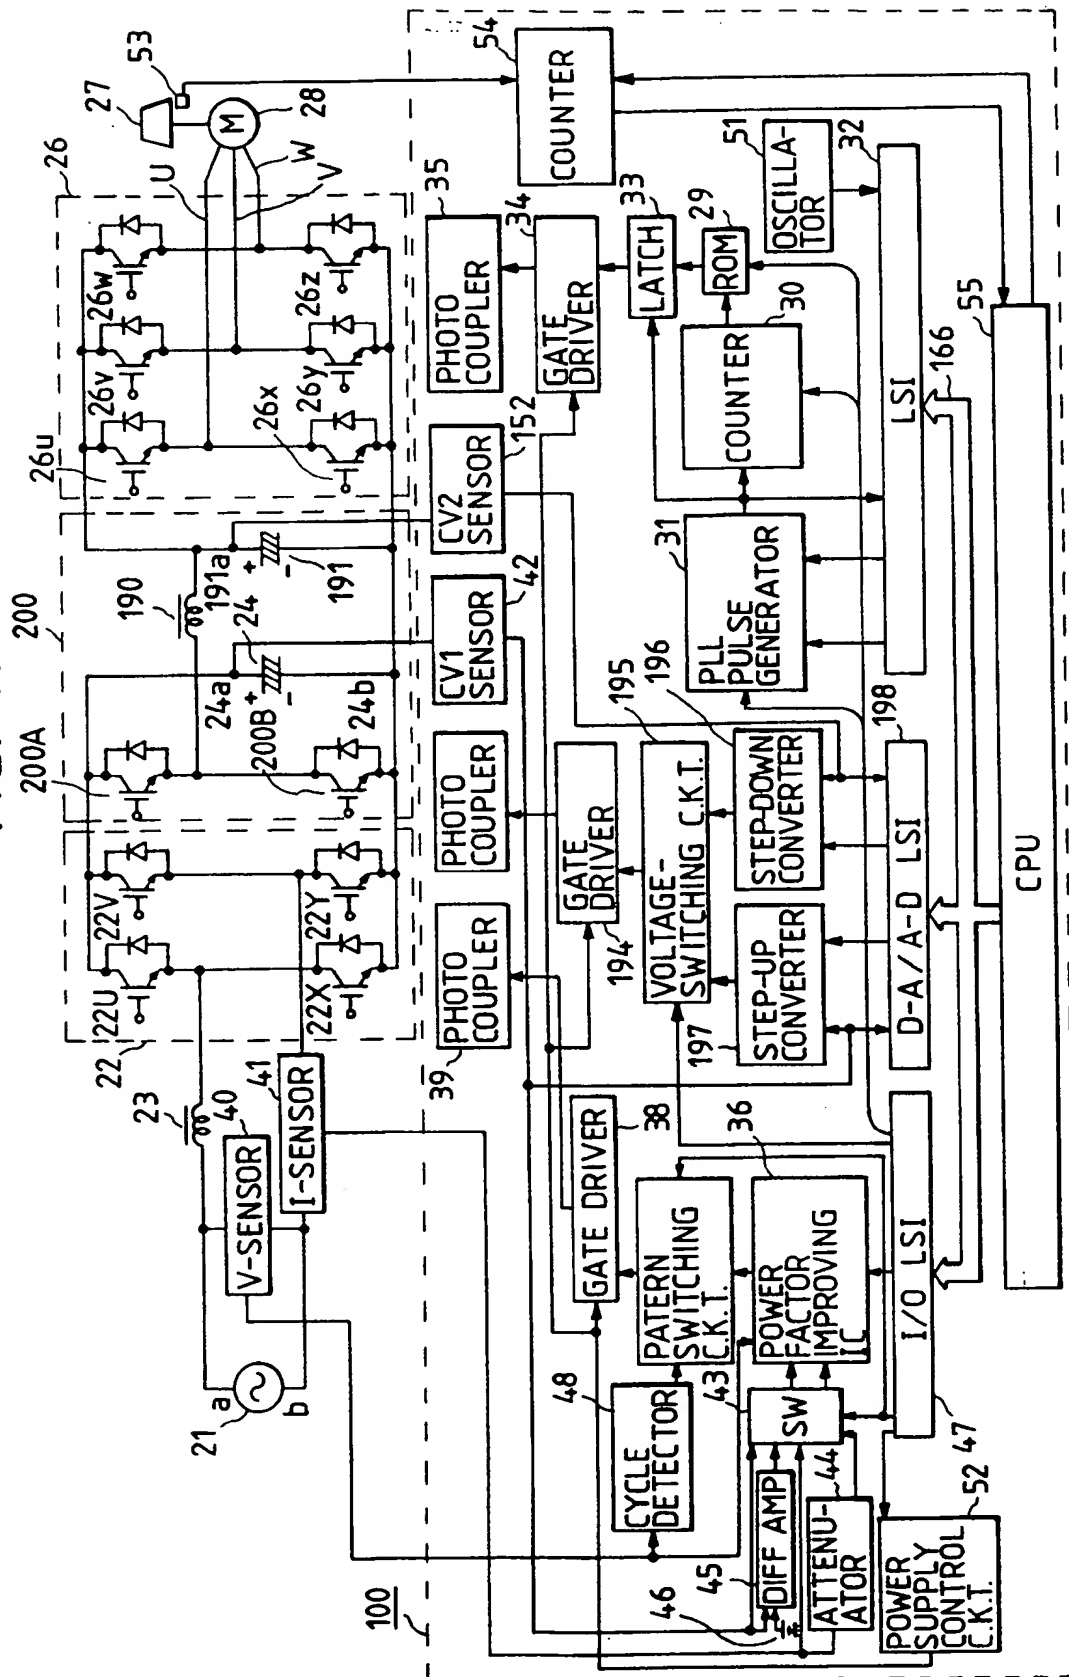 200
200A
22V
22U
22
23
40
V-SENSOR
41
I-SENSOR
a
b
21
22X
22Y
200B
24a
24
24b
+
-
190
191a
+
-
191
26
26u
26v
26w
26x
26y
26z
U
V
W
27
53
M
28
54
COUNTER
100
39
PHOTO
COUPLER
PHOTO
COUPLER
CV1
SENSOR
42
CV2
SENSOR
152
PHOTO
COUPLER
35
GATE
DRIVER
34
LATCH
33
ROM
29
COUNTER
30
PLL
PULSE
GENERATOR
31
OSCILLA-
TOR
51
LSI
32
GATE
DRIVER
194
VOLTAGE-
SWITCHING C.K.T.
195
STEP-DOWN
CONVERTER
196
STEP-UP
CONVERTER
197
D-A/A-D LSI
198
GATE DRIVER
38
PATERN
SWITCHING
C.K.T.
POWER
FACTOR
IMPROVING
IC
36
CYCLE
DETECTOR
48
SW
43
DIFF AMP
45
46
ATTENU-
ATOR
44
I/O LSI
47
POWER
SUPPLY
CONTROL
C.K.T.
52
CPU
55
166